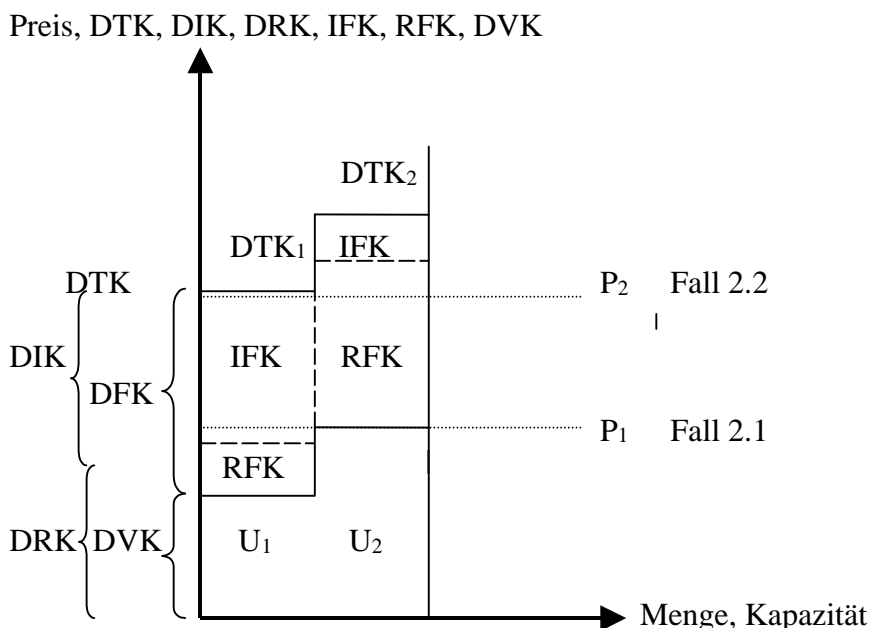 Preis, DTK, DIK, DRK, IFK, RFK, DVK
DTK₂
DTK₁ IFK
DTK P₂ Fall 2.2
DIK IFK RFK
DFK
P₁ Fall 2.1
RFK
DRK DVK U₁ U₂
Menge, Kapazität